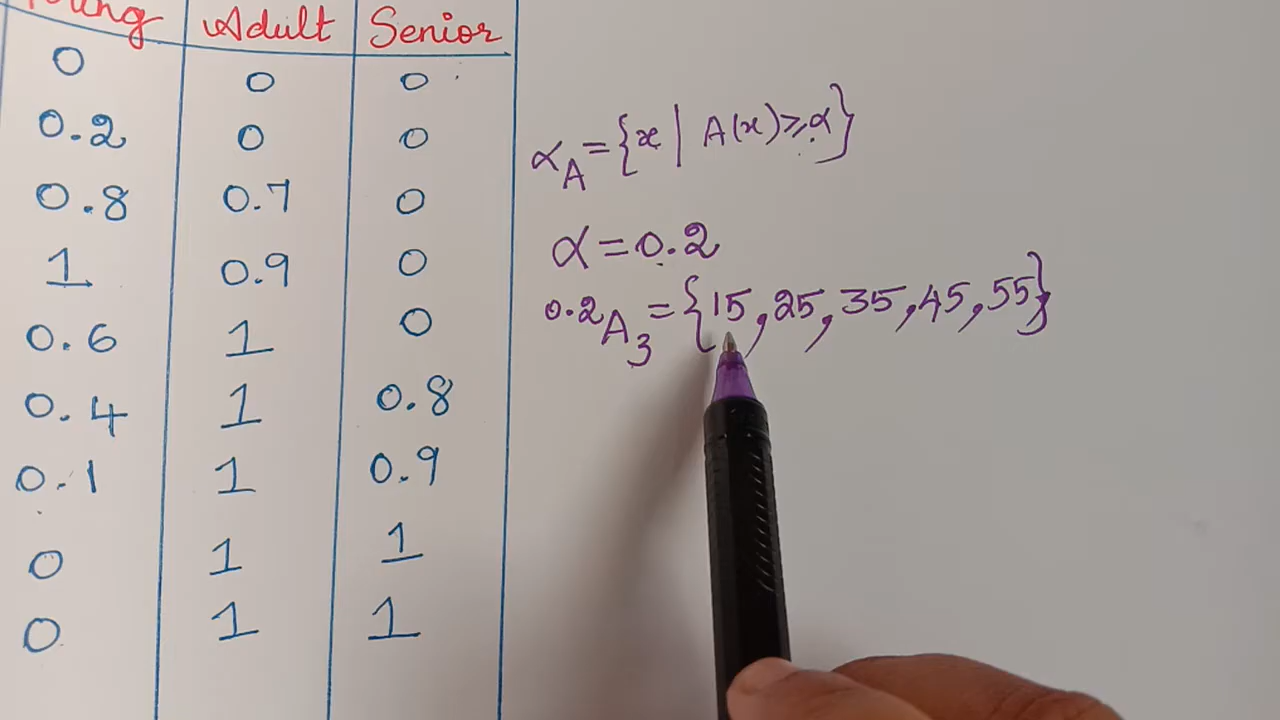 Young Adult Senior
0 0 0
0.2 0 0
0.8 0.7 0
1 0.9 0
0.6 1 0
0.4 1 0.8
0.1 1 0.9
0 1 1
0 1 1
αA = {x | A(x) ≥ α}
α = 0.2
0.2A3 = {15, 25, 35, 45, 55}